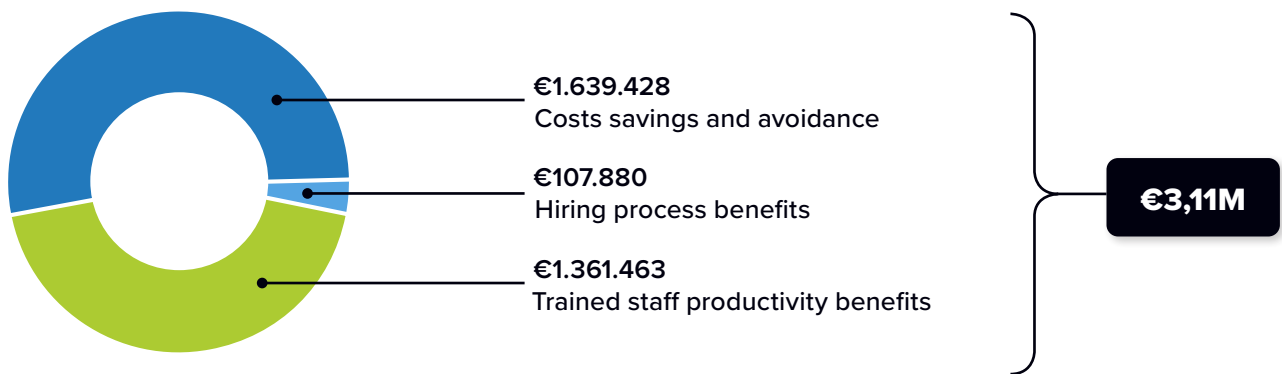 €1.639.428
Costs savings and avoidance
€107.880
Hiring process benefits
€1.361.463
Trained staff productivity benefits
€3,11M